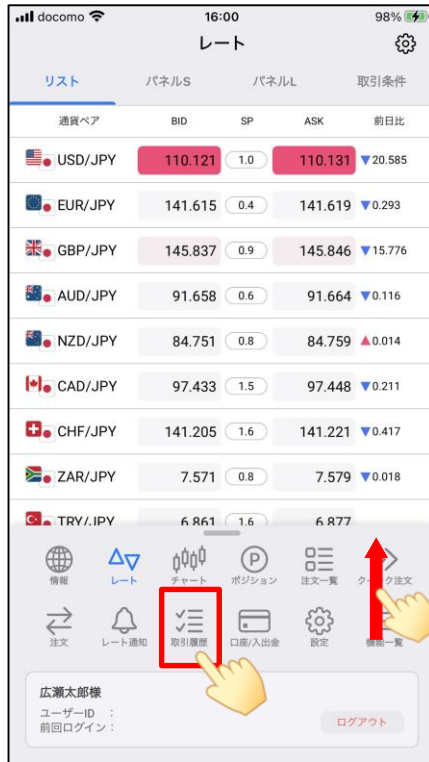 docomo 16:00 98%
レート
リスト パネルS パネルL 取引条件
通貨ペア BID SP ASK 前日比
USD/JPY 110.121 1.0 110.131 ▼20.585
EUR/JPY 141.615 0.4 141.619 ▼0.293
GBP/JPY 145.837 0.9 145.846 ▼15.776
AUD/JPY 91.658 0.6 91.664 ▼0.116
NZD/JPY 84.751 0.8 84.759 ▲0.014
CAD/JPY 97.433 1.5 97.448 ▼0.211
CHF/JPY 141.205 1.6 141.221 ▼0.417
ZAR/JPY 7.571 0.8 7.579 ▼0.018
TRY/JPY 6.861 1.6 6.877
情報 レート チャート ポジション 注文一覧 注文
注文 レート通知 取引履歴 口座/入出金 設定 機能一覧
広瀬太郎様
ユーザーID :
前回ログイン : ログアウト